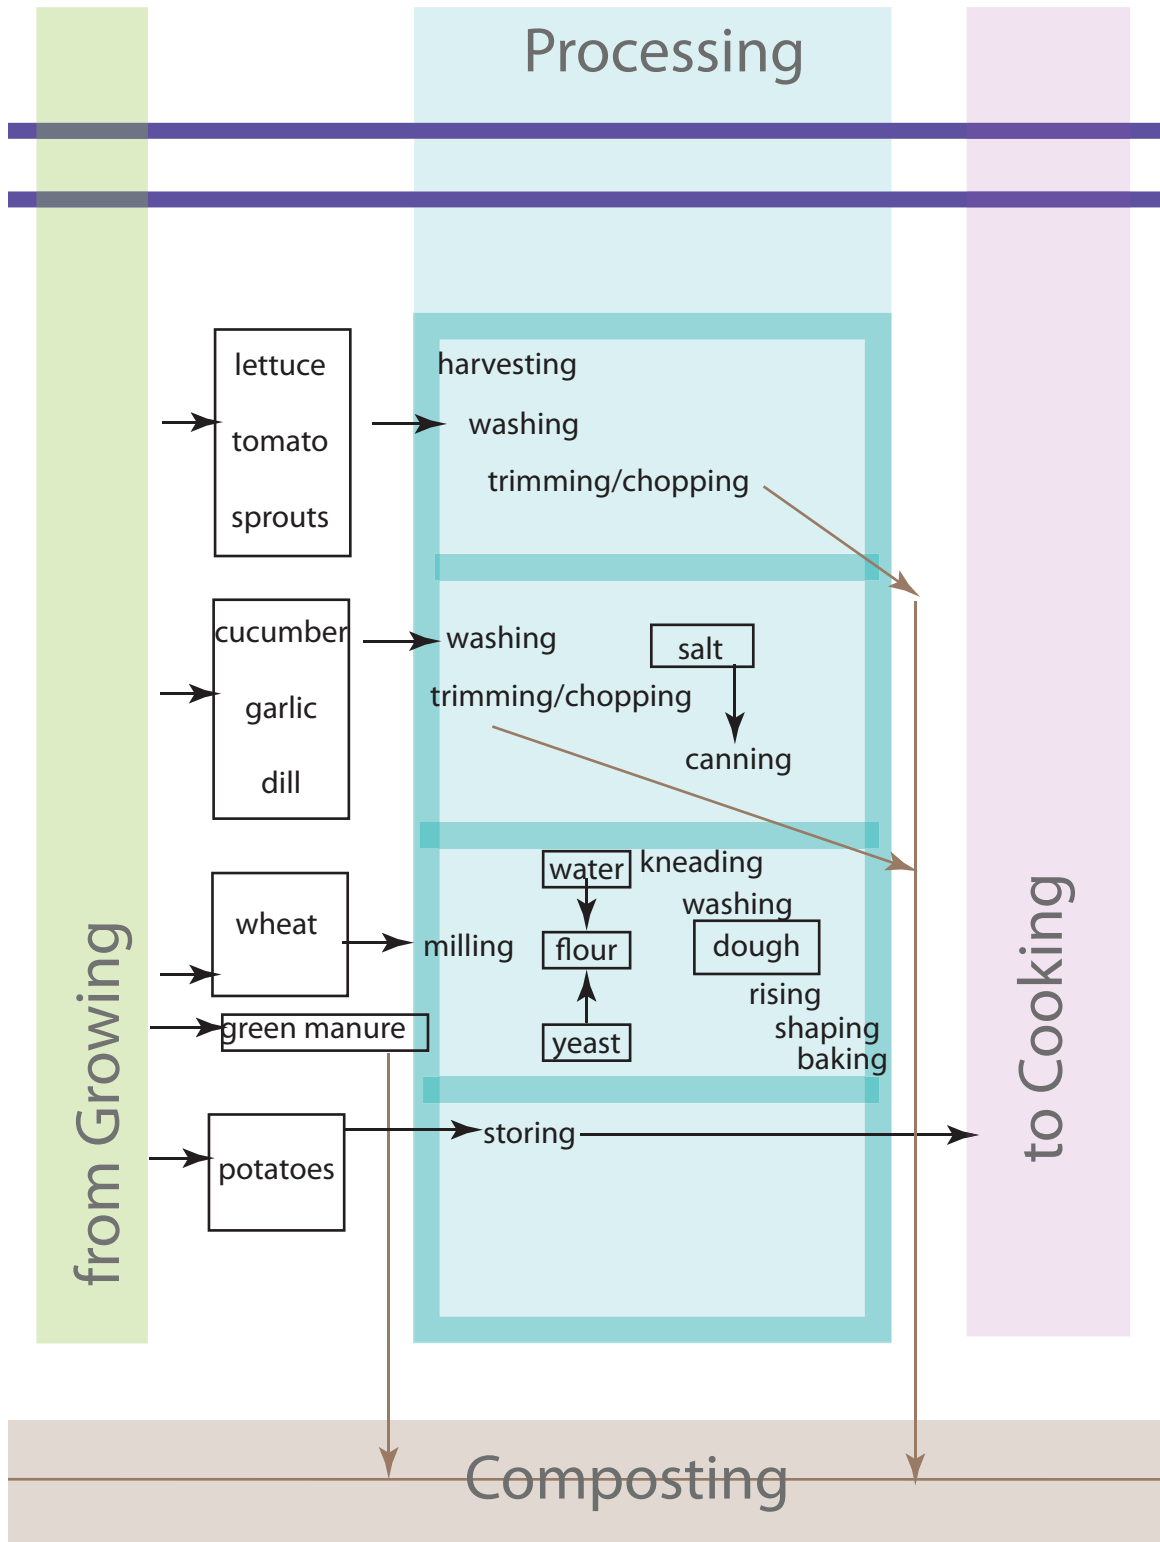 Processing
lettuce
tomato
sprouts
harvesting
washing
trimming/chopping
cucumber
garlic
dill
washing
trimming/chopping
salt
canning
wheat
green manure
milling
water
flour
yeast
kneading
washing
dough
rising
shaping
baking
potatoes
storing
from Growing
to Cooking
Composting